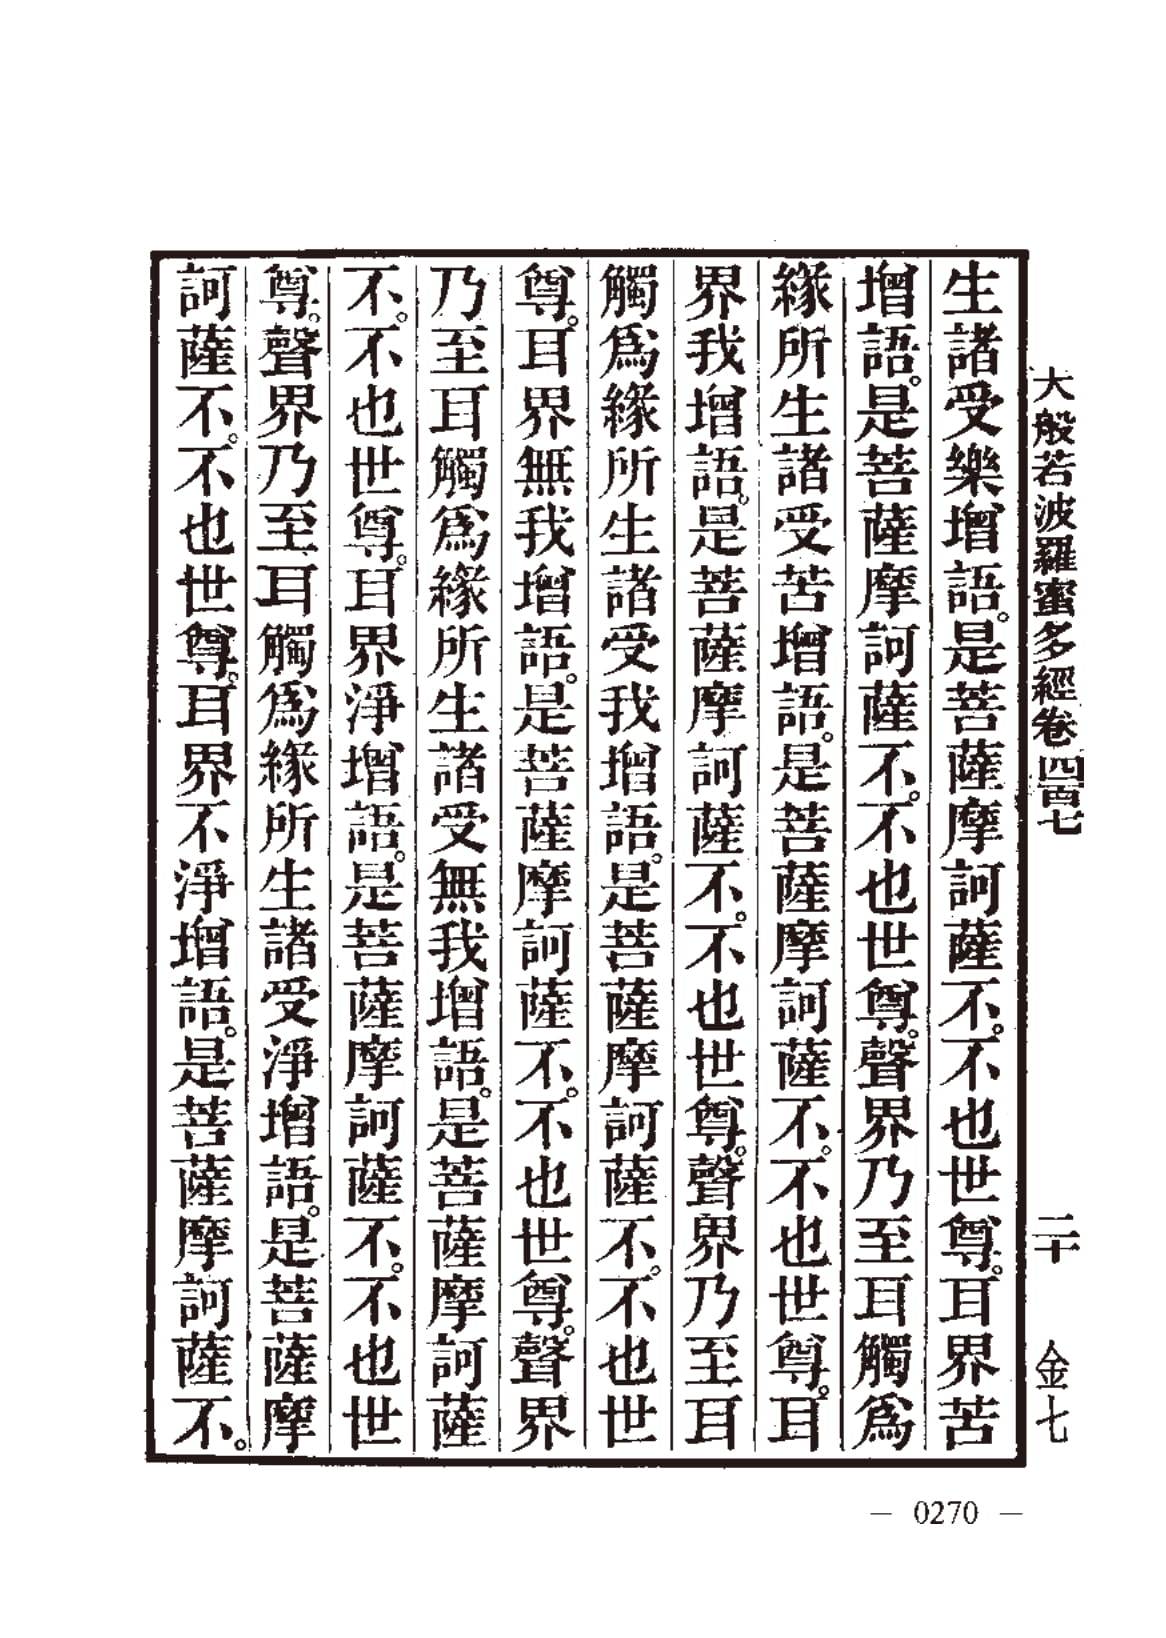 大般若波羅蜜多經卷四百七　二十　金七
生諸受樂增語。是菩薩摩訶薩不。不也世尊。耳界苦
增語。是菩薩摩訶薩不。不也世尊。聲界乃至耳觸爲
緣所生諸受苦增語。是菩薩摩訶薩不。不也世尊。耳
界我增語。是菩薩摩訶薩不。不也世尊。聲界乃至耳
觸爲緣所生諸受我增語。是菩薩摩訶薩不。不也世
尊。耳界無我增語。是菩薩摩訶薩不。不也世尊。聲界
乃至耳觸爲緣所生諸受無我增語。是菩薩摩訶薩
不。不也世尊。耳界淨增語。是菩薩摩訶薩不。不也世
尊。聲界乃至耳觸爲緣所生諸受淨增語。是菩薩摩
訶薩不。不也世尊。耳界不淨增語。是菩薩摩訶薩不。
— 0270 —